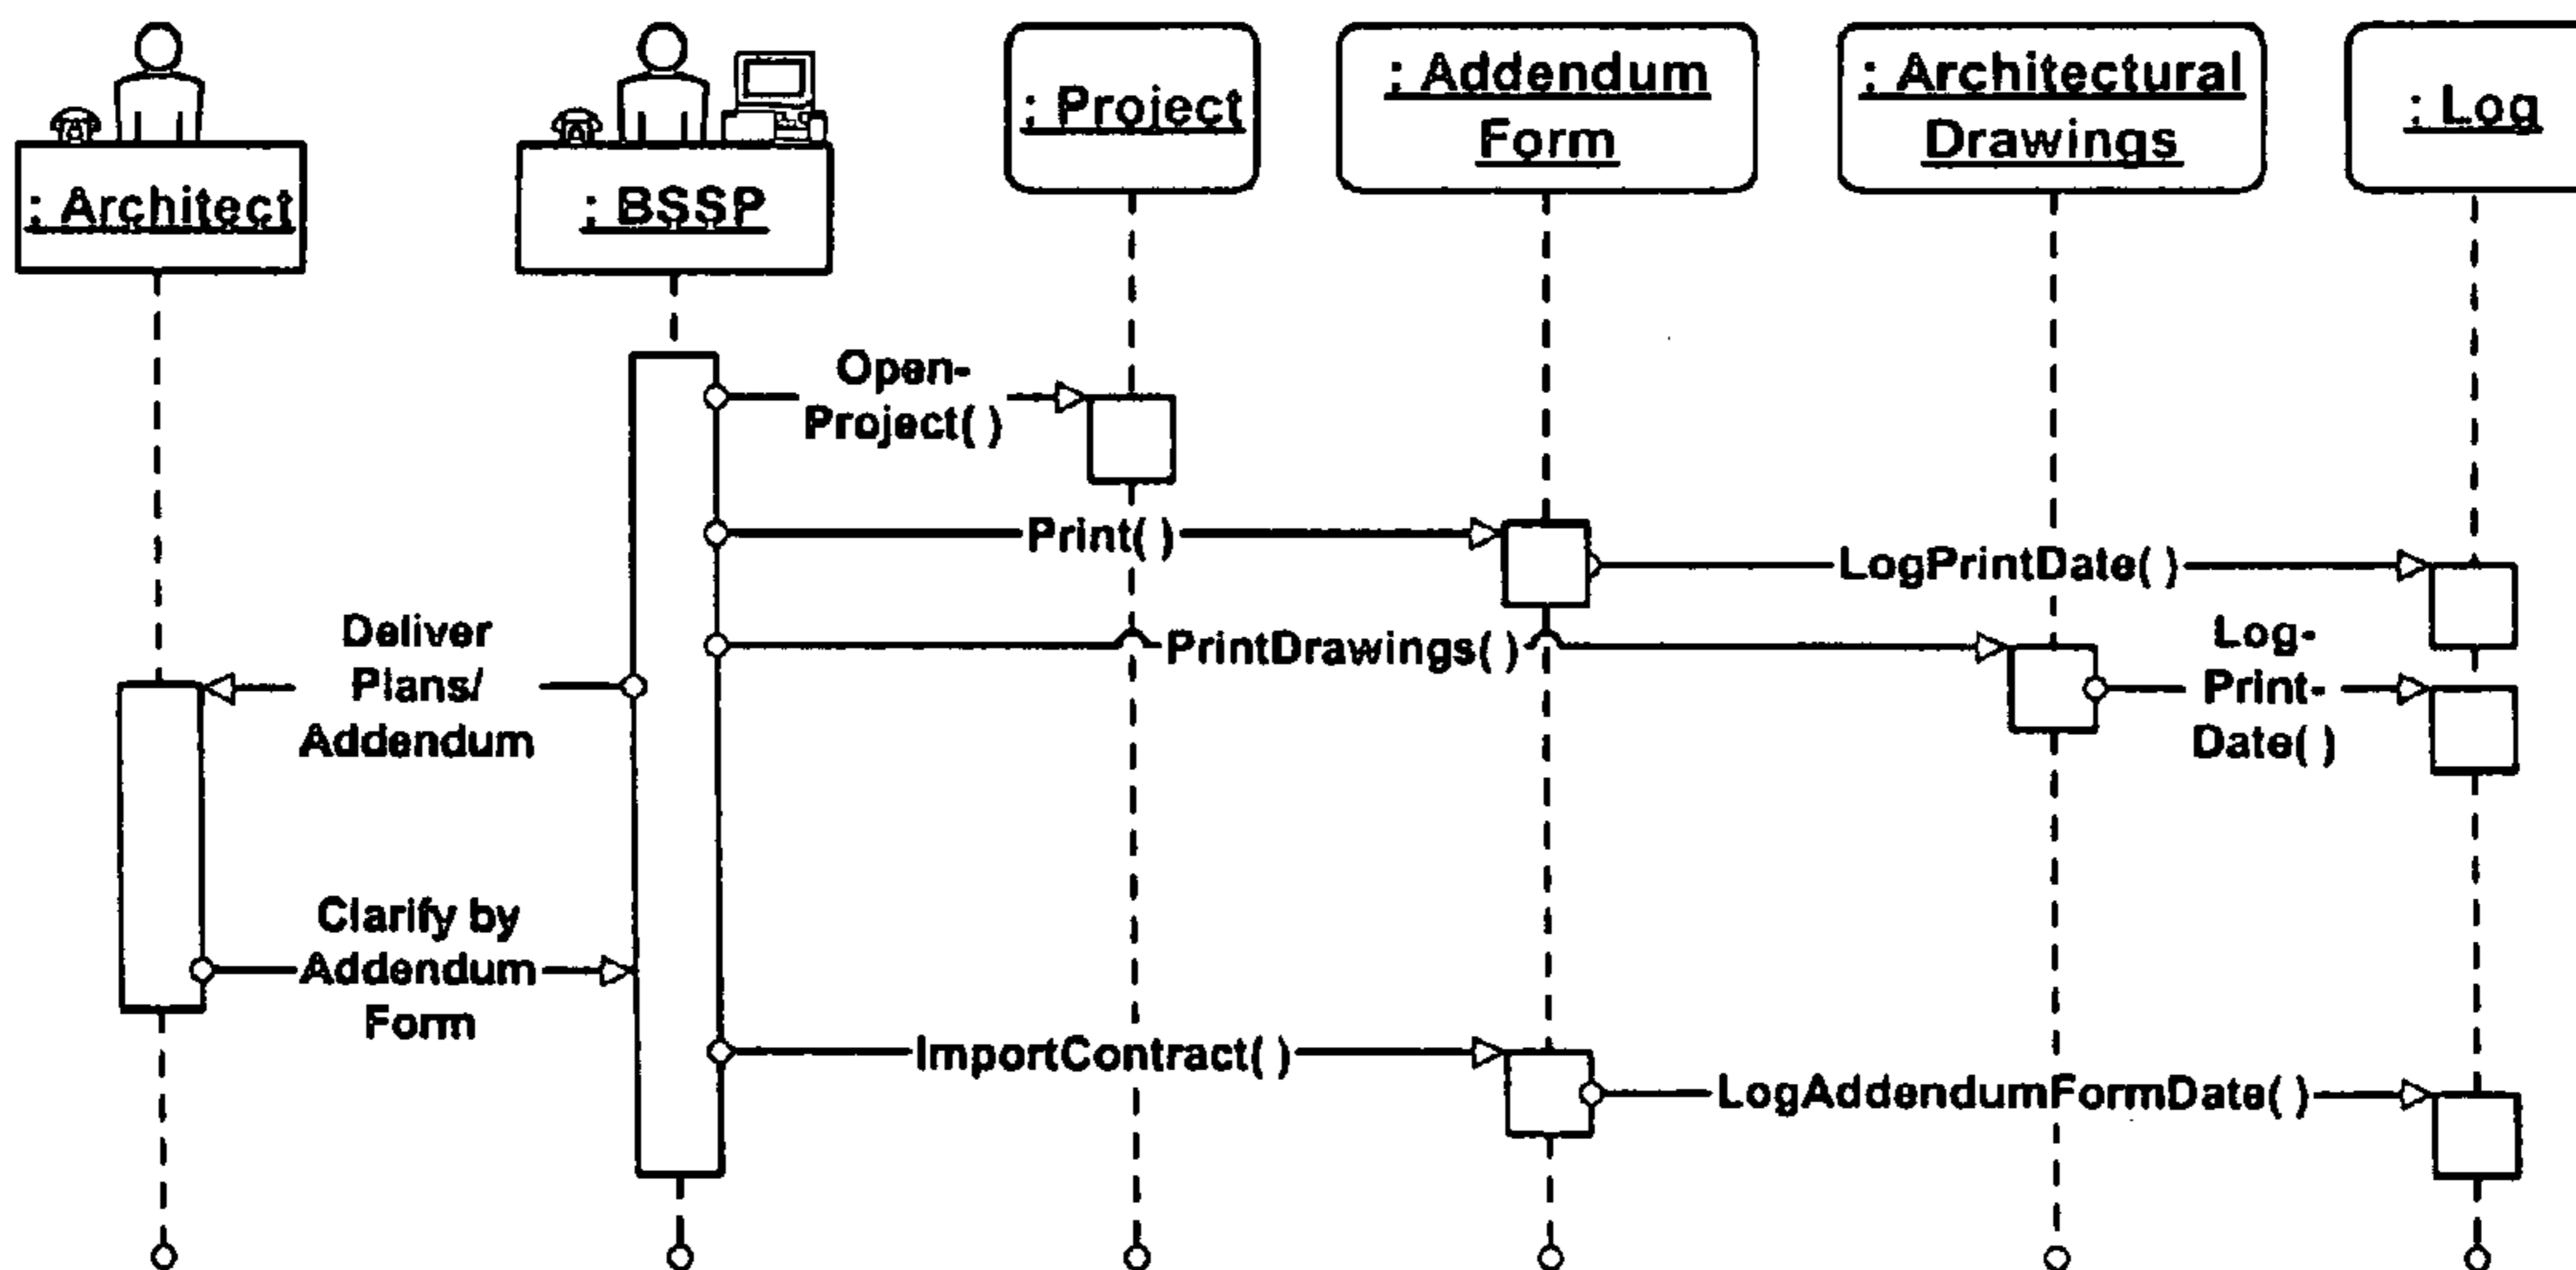 : Architect
: BSSP
: Project
: Addendum
Form
: Architectural
Drawings
: Log
Open-
Project( )
Print( )
LogPrintDate( )
PrintDrawings( )
Deliver
Plans/
Addendum
Log-
Print-
Date( )
Clarify by
Addendum
Form
ImportContract( )
LogAddendumFormDate( )